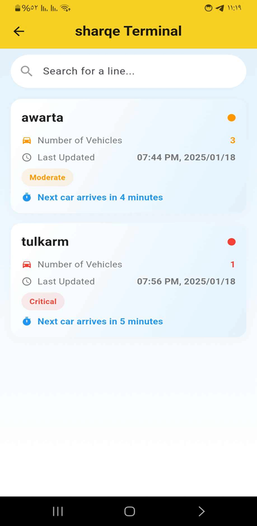 %٥٢ ١١:١٩
sharqe Terminal
Search for a line...
awarta
Number of Vehicles 3
Last Updated 07:44 PM, 2025/01/18
Moderate
Next car arrives in 4 minutes
tulkarm
Number of Vehicles 1
Last Updated 07:56 PM, 2025/01/18
Critical
Next car arrives in 5 minutes